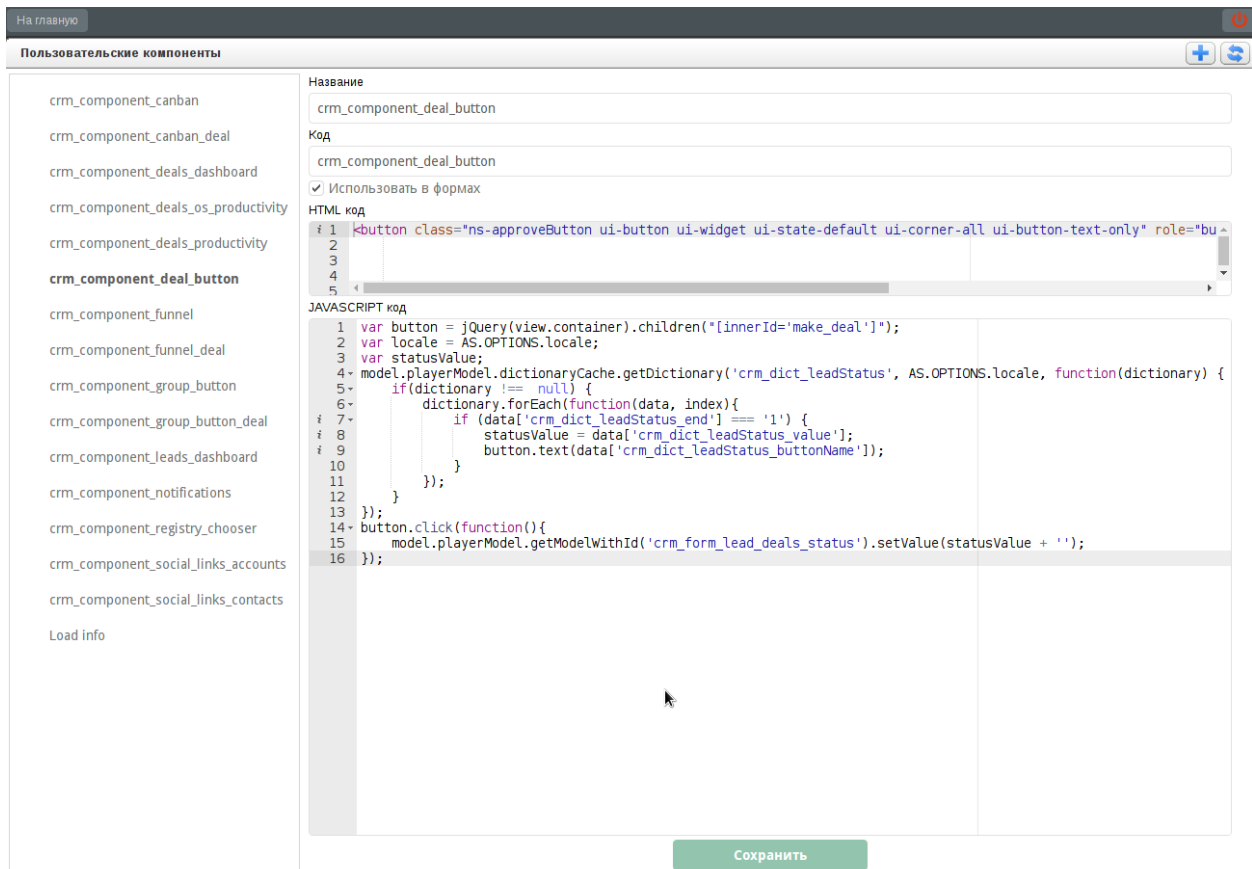 На главную
Пользовательские компоненты
crm_component_canban
crm_component_canban_deal
crm_component_deals_dashboard
crm_component_deals_os_productivity
crm_component_deals_productivity
crm_component_deal_button
crm_component_funnel
crm_component_funnel_deal
crm_component_group_button
crm_component_group_button_deal
crm_component_leads_dashboard
crm_component_notifications
crm_component_registry_chooser
crm_component_social_links_accounts
crm_component_social_links_contacts
Load info
Название
crm_component_deal_button
Код
crm_component_deal_button
Использовать в формах
HTML код
i 1 <button class="ns-approveButton ui-button ui-widget ui-state-default ui-corner-all ui-button-text-only" role="bu
2
3
4
5
JAVASCRIPT код
1 var button = jQuery(view.container).children("[innerId='make_deal']");
2 var locale = AS.OPTIONS.locale;
3 var statusValue;
4 model.playerModel.dictionaryCache.getDictionary('crm_dict_leadStatus', AS.OPTIONS.locale, function(dictionary) {
5 if(dictionary !== null) {
6 dictionary.forEach(function(data, index){
i 7 if (data['crm_dict_leadStatus_end'] === '1') {
i 8 statusValue = data['crm_dict_leadStatus_value'];
i 9 button.text(data['crm_dict_leadStatus_buttonName']);
10 }
11 });
12 }
13 });
14 button.click(function(){
15 model.playerModel.getModelWithId('crm_form_lead_deals_status').setValue(statusValue + '');
16 });
Сохранить